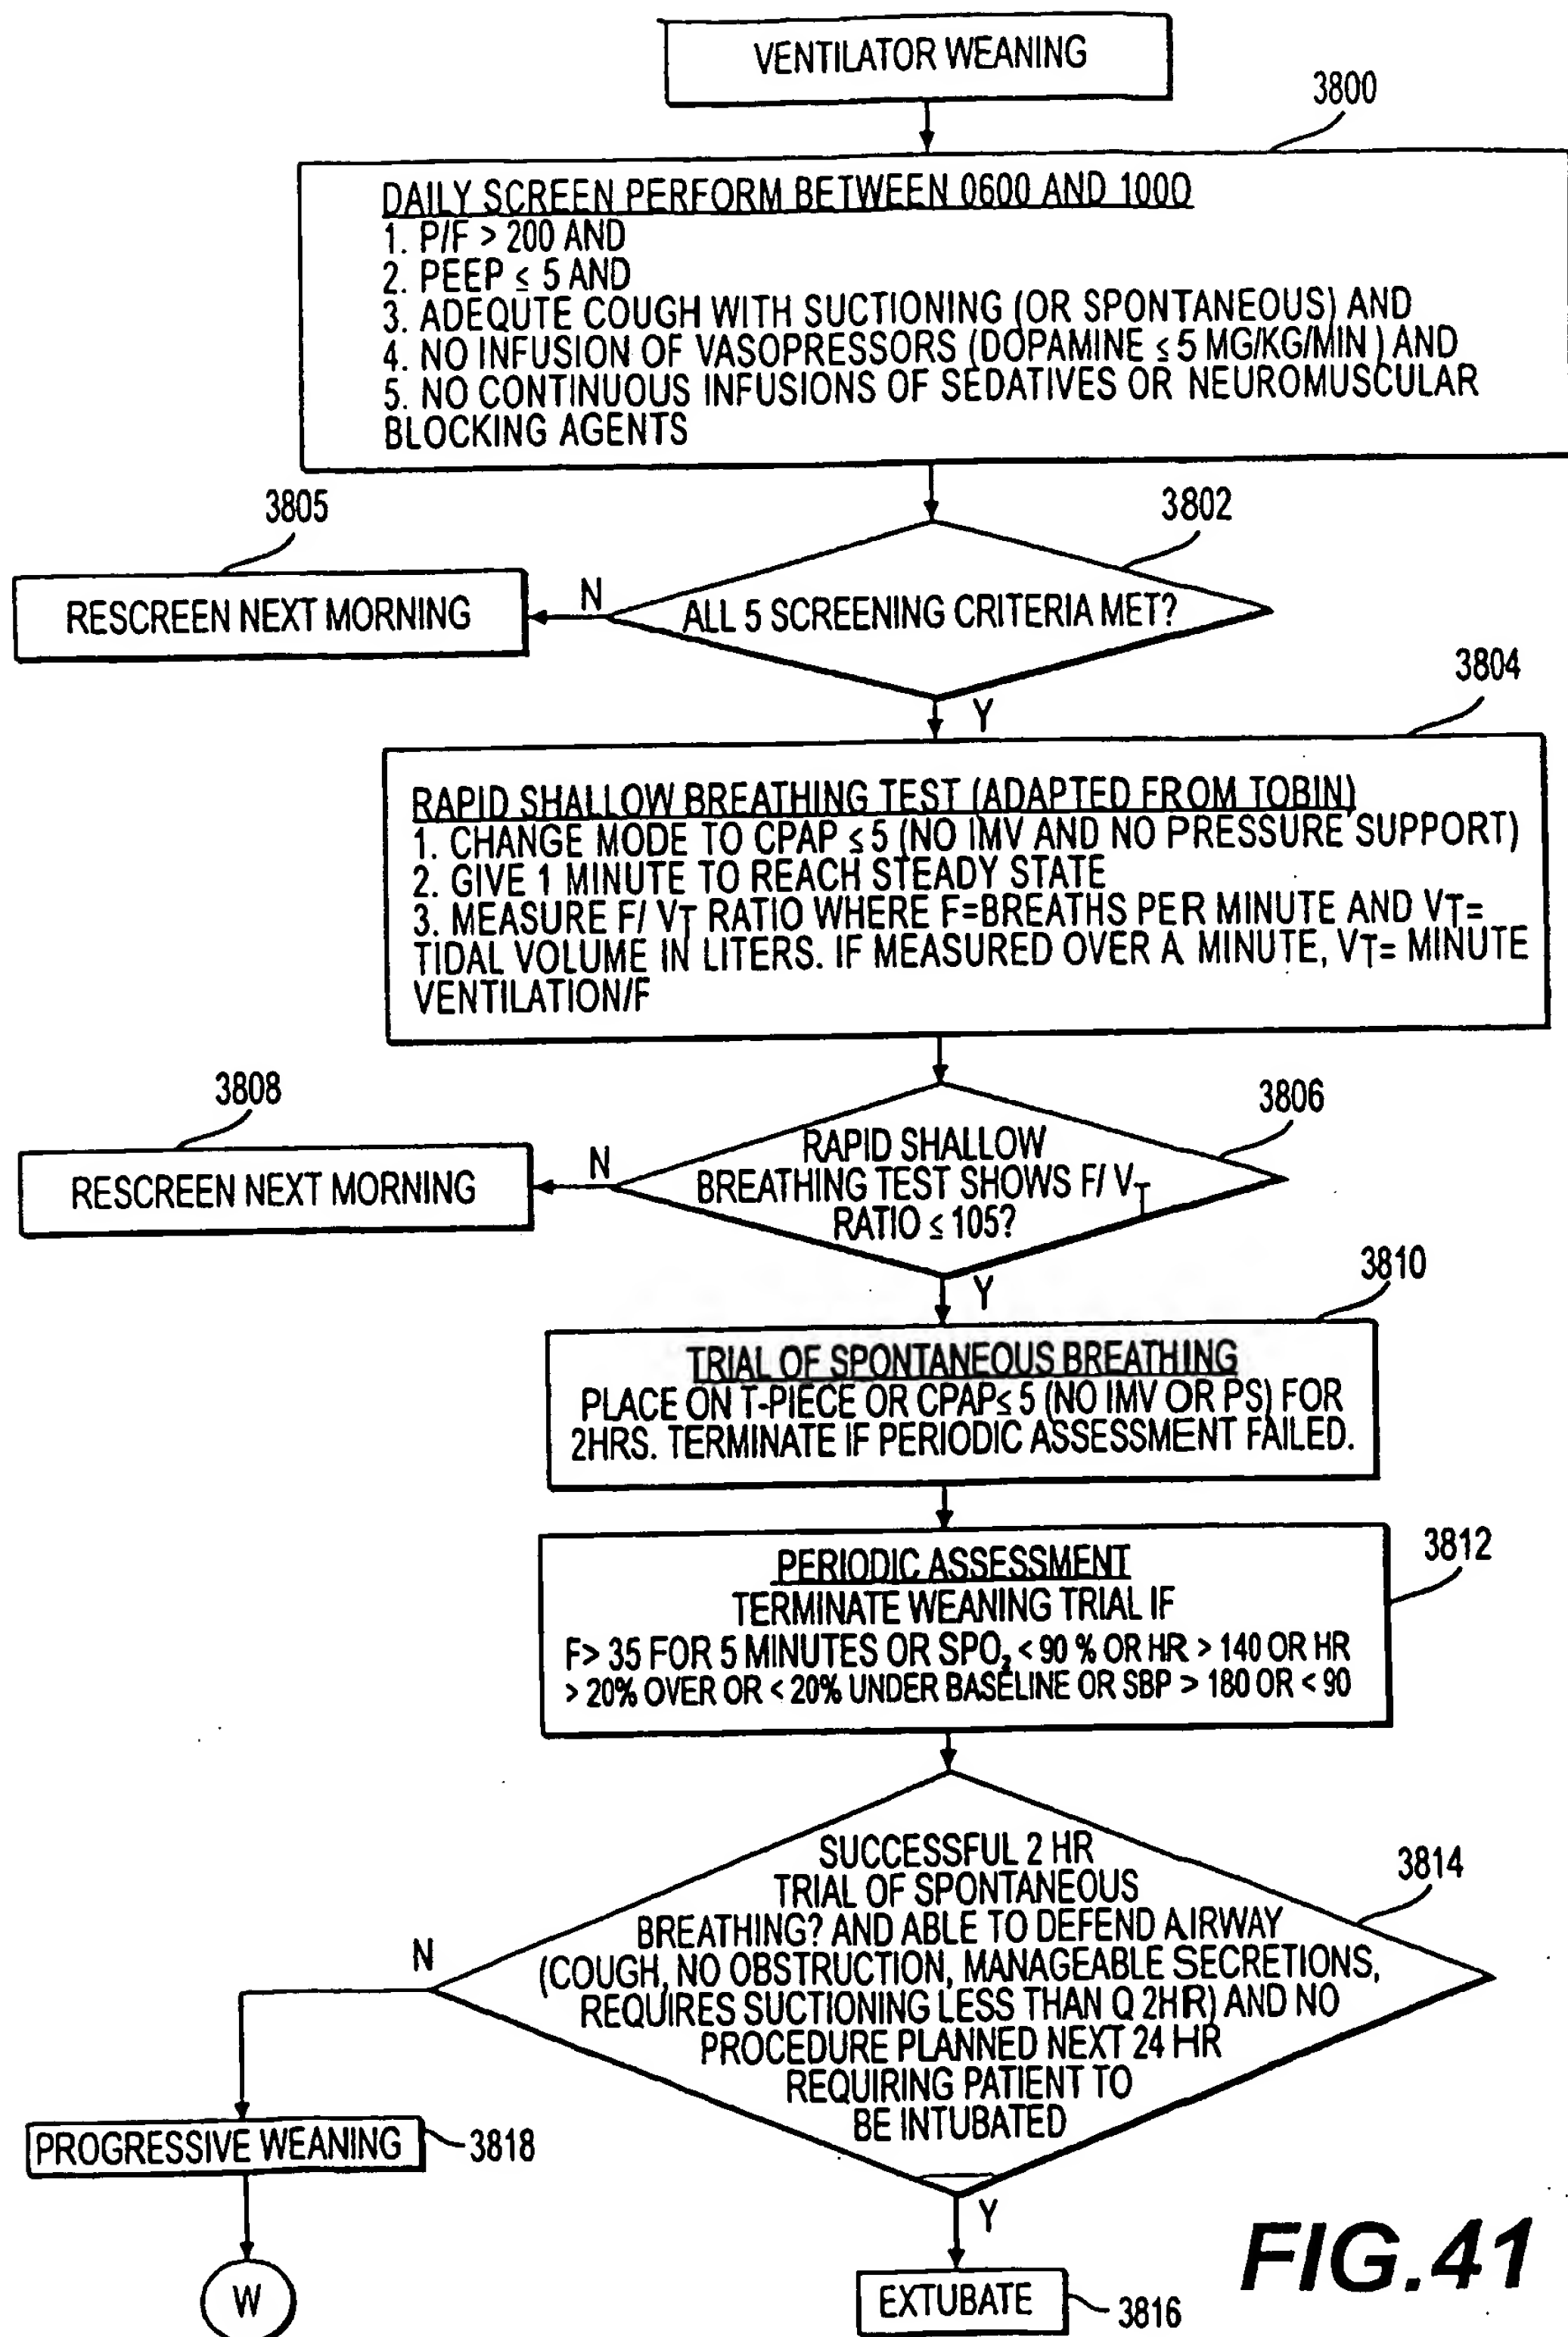 VENTILATOR WEANING
3800
DAILY SCREEN PERFORM BETWEEN 0600 AND 1000
1. P/F > 200 AND
2. PEEP ≤ 5 AND
3. ADEQUTE COUGH WITH SUCTIONING (OR SPONTANEOUS) AND
4. NO INFUSION OF VASOPRESSORS (DOPAMINE ≤ 5 MG/KG/MIN ) AND
5. NO CONTINUOUS INFUSIONS OF SEDATIVES OR NEUROMUSCULAR
BLOCKING AGENTS
3805
3802
RESCREEN NEXT MORNING
N
ALL 5 SCREENING CRITERIA MET?
3804
Y
RAPID SHALLOW BREATHING TEST (ADAPTED FROM TOBIN)
1. CHANGE MODE TO CPAP ≤ 5 (NO IMV AND NO PRESSURE SUPPORT)
2. GIVE 1 MINUTE TO REACH STEADY STATE
3. MEASURE F/ VT RATIO WHERE F=BREATHS PER MINUTE AND VT=
TIDAL VOLUME IN LITERS. IF MEASURED OVER A MINUTE, VT= MINUTE
VENTILATION/F
3808
3806
RESCREEN NEXT MORNING
N
RAPID SHALLOW
BREATHING TEST SHOWS F/ VT
RATIO ≤ 105?
3810
Y
TRIAL OF SPONTANEOUS BREATHING
PLACE ON T-PIECE OR CPAP≤ 5 (NO IMV OR PS) FOR
2HRS. TERMINATE IF PERIODIC ASSESSMENT FAILED.
3812
PERIODIC ASSESSMENT
TERMINATE WEANING TRIAL IF
F> 35 FOR 5 MINUTES OR SPO2 < 90 % OR HR > 140 OR HR
> 20% OVER OR < 20% UNDER BASELINE OR SBP > 180 OR < 90
3814
SUCCESSFUL 2 HR
TRIAL OF SPONTANEOUS
BREATHING? AND ABLE TO DEFEND AIRWAY
(COUGH, NO OBSTRUCTION, MANAGEABLE SECRETIONS,
REQUIRES SUCTIONING LESS THAN Q 2HR) AND NO
PROCEDURE PLANNED NEXT 24 HR
REQUIRING PATIENT TO
BE INTUBATED
N
PROGRESSIVE WEANING
3818
W
Y
EXTUBATE
3816
FIG.41